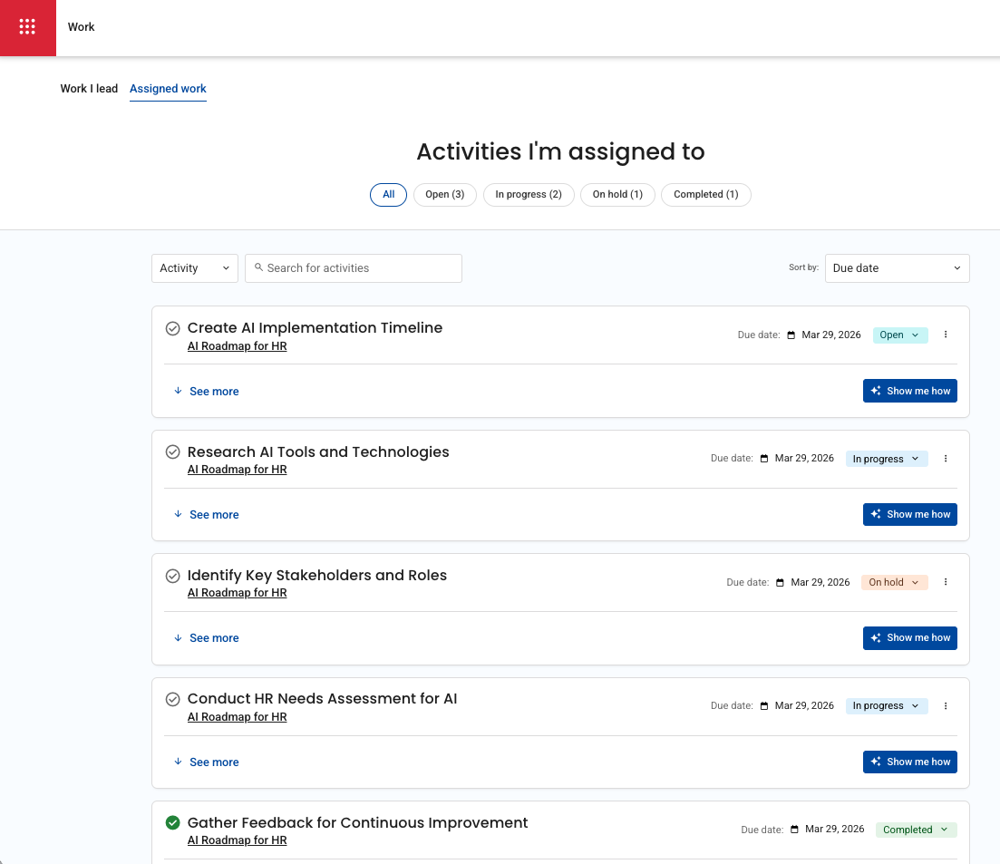 Work
Work I lead Assigned work
Activities I'm assigned to
All Open (3) In progress (2) On hold (1) Completed (1)
Activity Search for activities Sort by: Due date
Create AI Implementation Timeline
AI Roadmap for HR
Due date: Mar 29, 2026 Open
See more Show me how
Research AI Tools and Technologies
AI Roadmap for HR
Due date: Mar 29, 2026 In progress
See more Show me how
Identify Key Stakeholders and Roles
AI Roadmap for HR
Due date: Mar 29, 2026 On hold
See more Show me how
Conduct HR Needs Assessment for AI
AI Roadmap for HR
Due date: Mar 29, 2026 In progress
See more Show me how
Gather Feedback for Continuous Improvement
AI Roadmap for HR
Due date: Mar 29, 2026 Completed